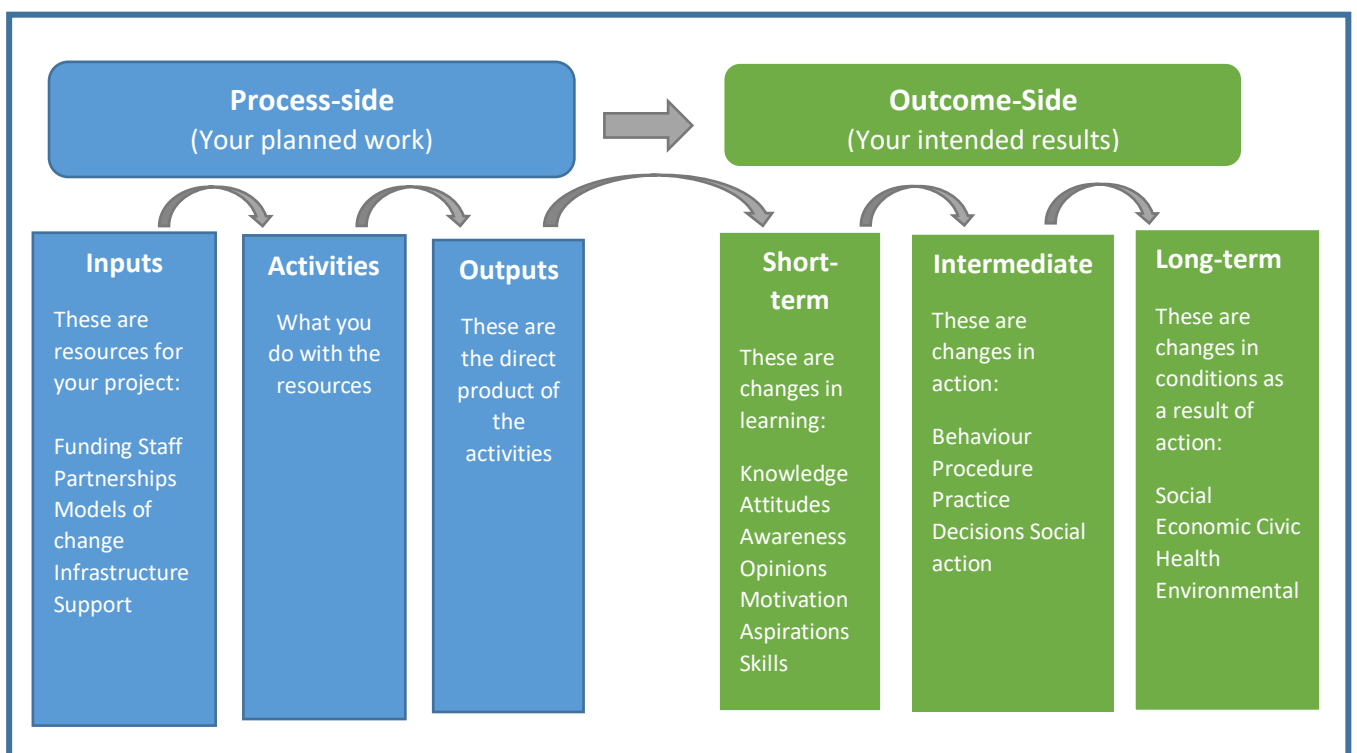 Process-side
(Your planned work)
Outcome-Side
(Your intended results)
Inputs
These are
resources for
your project:
Funding Staff
Partnerships
Models of
change
Infrastructure
Support
Activities
What you
do with the
resources
Outputs
These are
the direct
product of
the
activities
Short-
term
These are
changes in
learning:
Knowledge
Attitudes
Awareness
Opinions
Motivation
Aspirations
Skills
Intermediate
These are
changes in
action:
Behaviour
Procedure
Practice
Decisions Social
action
Long-term
These are
changes in
conditions as
a result of
action:
Social
Economic Civic
Health
Environmental